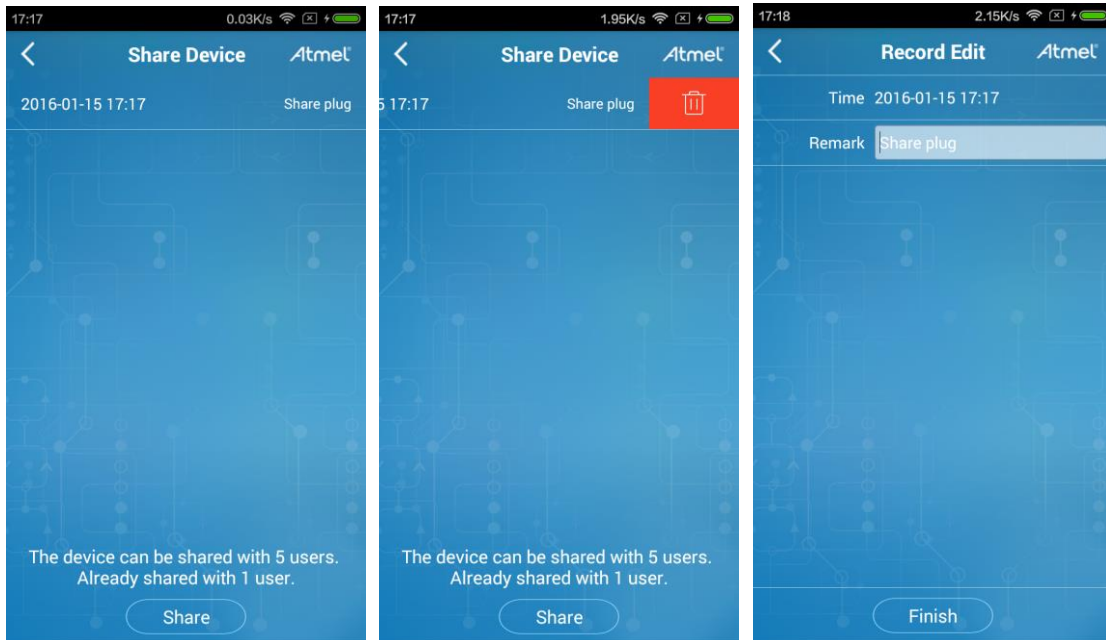 17:17 0.03K/s
Share Device Atmel
2016-01-15 17:17 Share plug
The device can be shared with 5 users.
Already shared with 1 user.
Share
17:17 1.95K/s
Share Device Atmel
5 17:17 Share plug
The device can be shared with 5 users.
Already shared with 1 user.
Share
17:18 2.15K/s
Record Edit Atmel
Time 2016-01-15 17:17
Remark Share plug
Finish